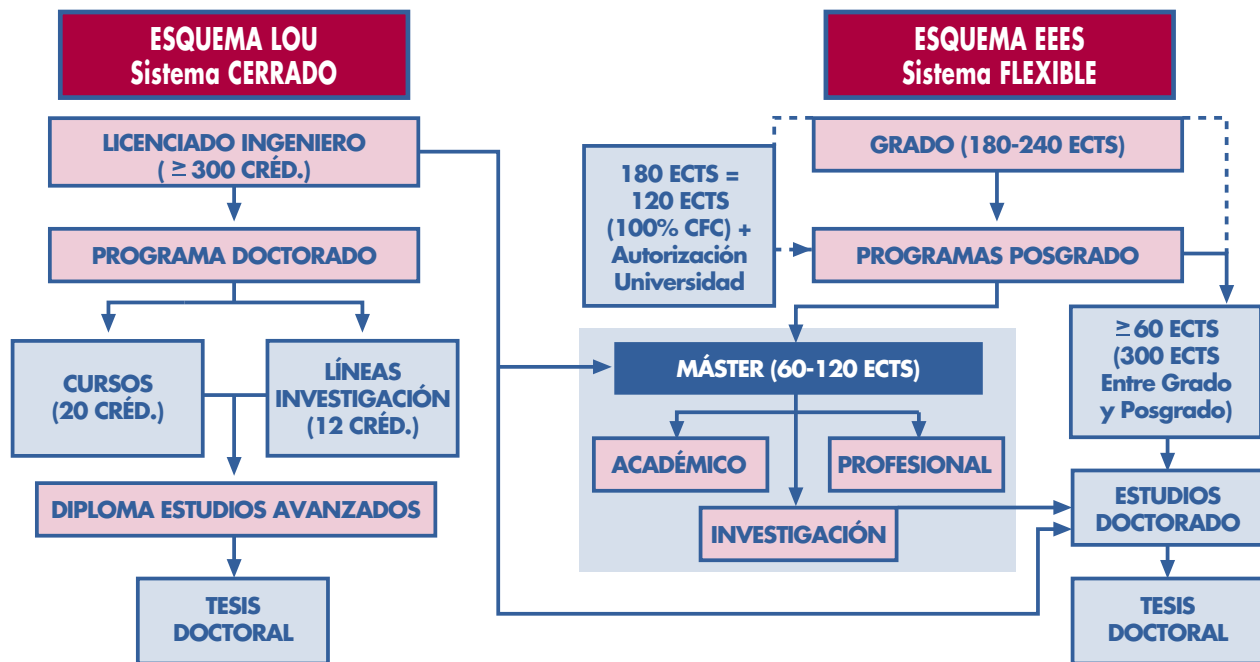 ESQUEMA LOU
Sistema CERRADO
LICENCIADO INGENIERO
( ≥ 300 CRÉD.)
PROGRAMA DOCTORADO
CURSOS
(20 CRÉD.)
LÍNEAS
INVESTIGACIÓN
(12 CRÉD.)
DIPLOMA ESTUDIOS AVANZADOS
TESIS
DOCTORAL
ESQUEMA EEES
Sistema FLEXIBLE
GRADO (180-240 ECTS)
180 ECTS =
120 ECTS
(100% CFC) +
Autorización
Universidad
PROGRAMAS POSGRADO
≥ 60 ECTS
(300 ECTS
Entre Grado
y Posgrado)
MÁSTER (60-120 ECTS)
ACADÉMICO
PROFESIONAL
INVESTIGACIÓN
ESTUDIOS
DOCTORADO
TESIS
DOCTORAL